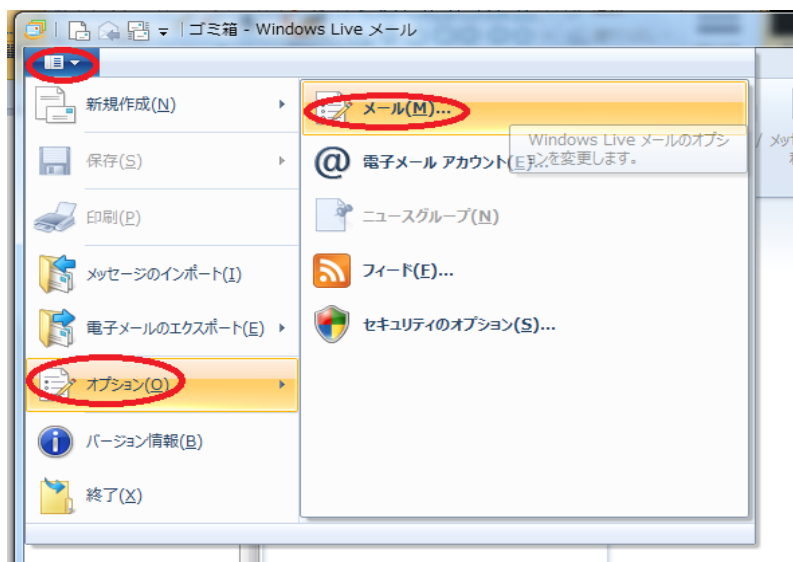 ゴミ箱 - Windows Live メール
新規作成(N)
保存(S)
印刷(P)
メッセージのインポート(I)
電子メールのエクスポート(E)
オプション(O)
バージョン情報(B)
終了(X)
メール(M)...
Windows Live メールのオプシ
ョンを変更します。
電子メール アカウント(E)...
ニュースグループ(N)
フィード(F)...
セキュリティのオプション(S)...